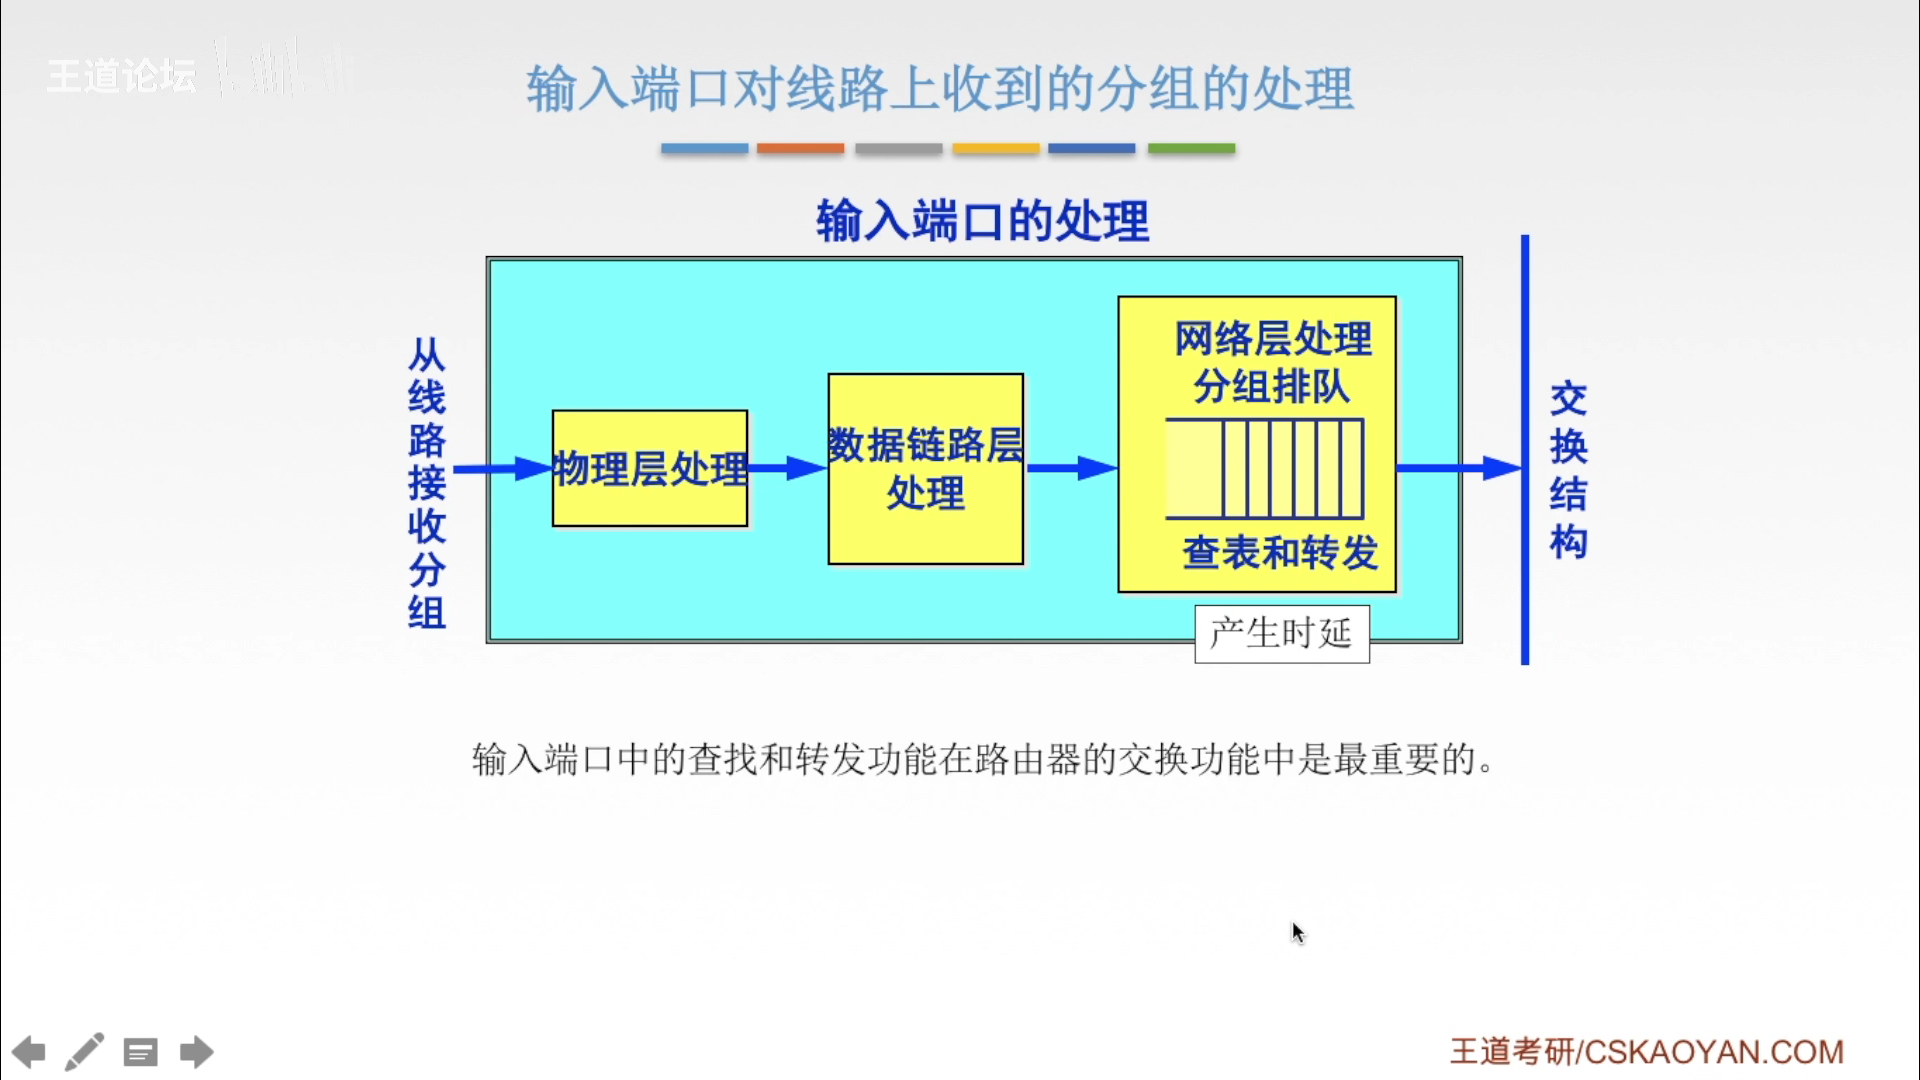 王道论坛
输入端口对线路上收到的分组的处理
输入端口的处理
从线路接收分组
物理层处理
数据链路层
处理
网络层处理
分组排队
查表和转发
产生时延
交换结构
输入端口中的查找和转发功能在路由器的交换功能中是最重要的。
王道考研/CSKAOYAN.COM